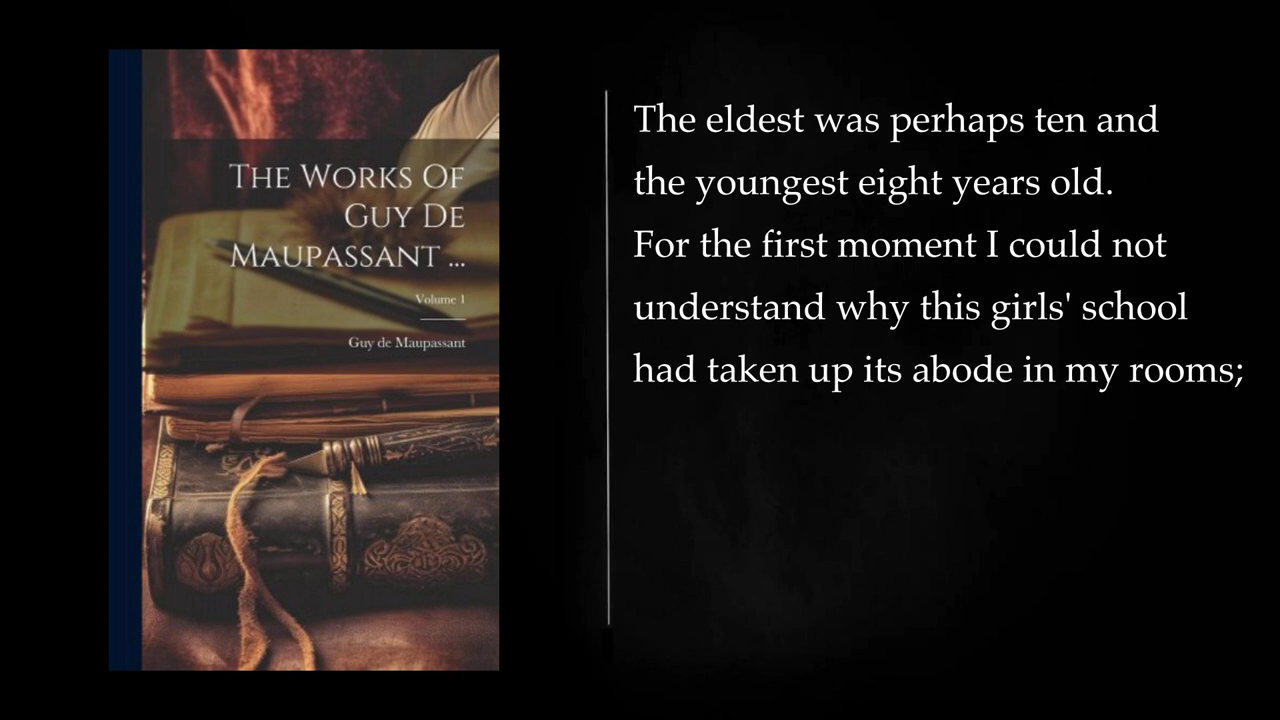 THE WORKS OF
GUY DE
MAUPASSANT ...
Volume 1
Guy de Maupassant
The eldest was perhaps ten and
the youngest eight years old.
For the first moment I could not
understand why this girls' school
had taken up its abode in my rooms;